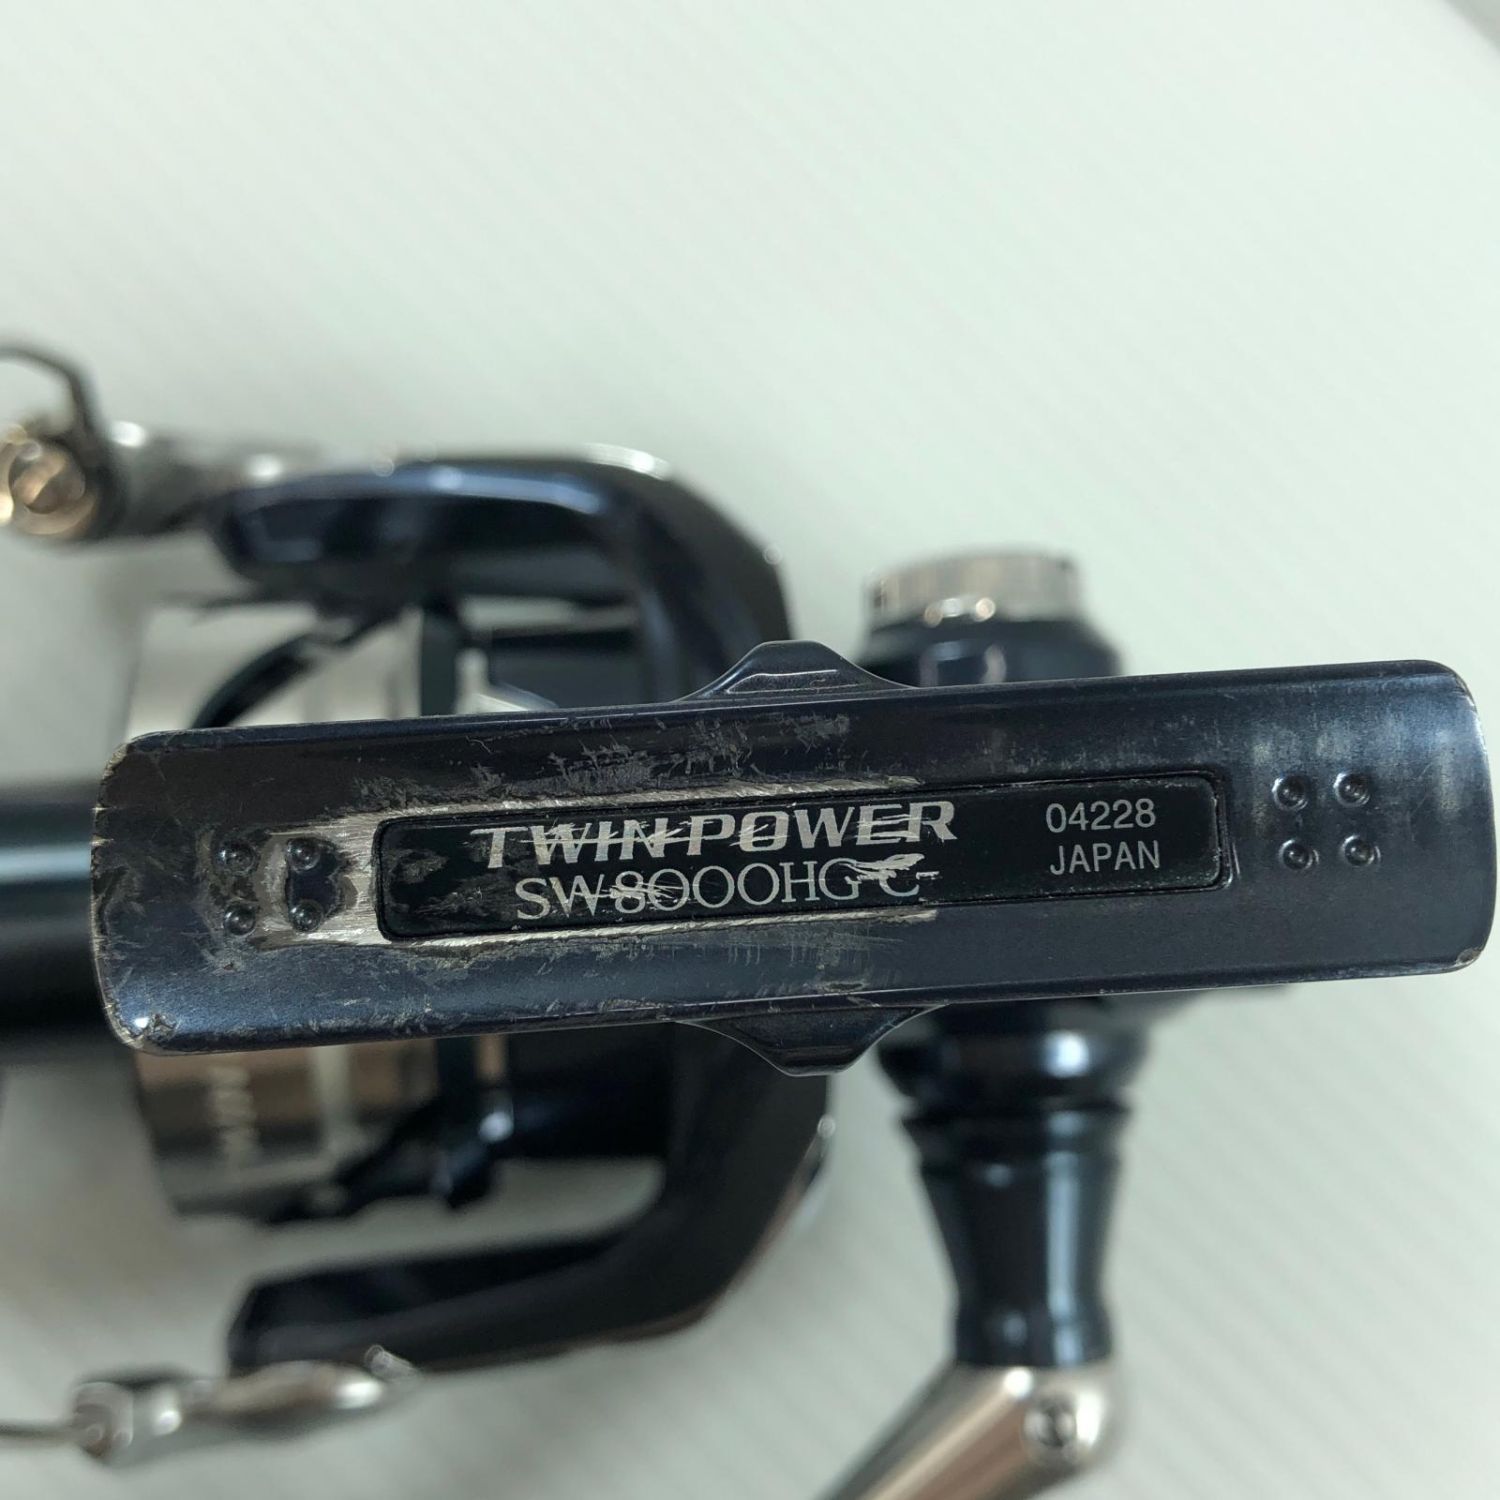 TWINPOWER
SW8000HG C-
04228
JAPAN